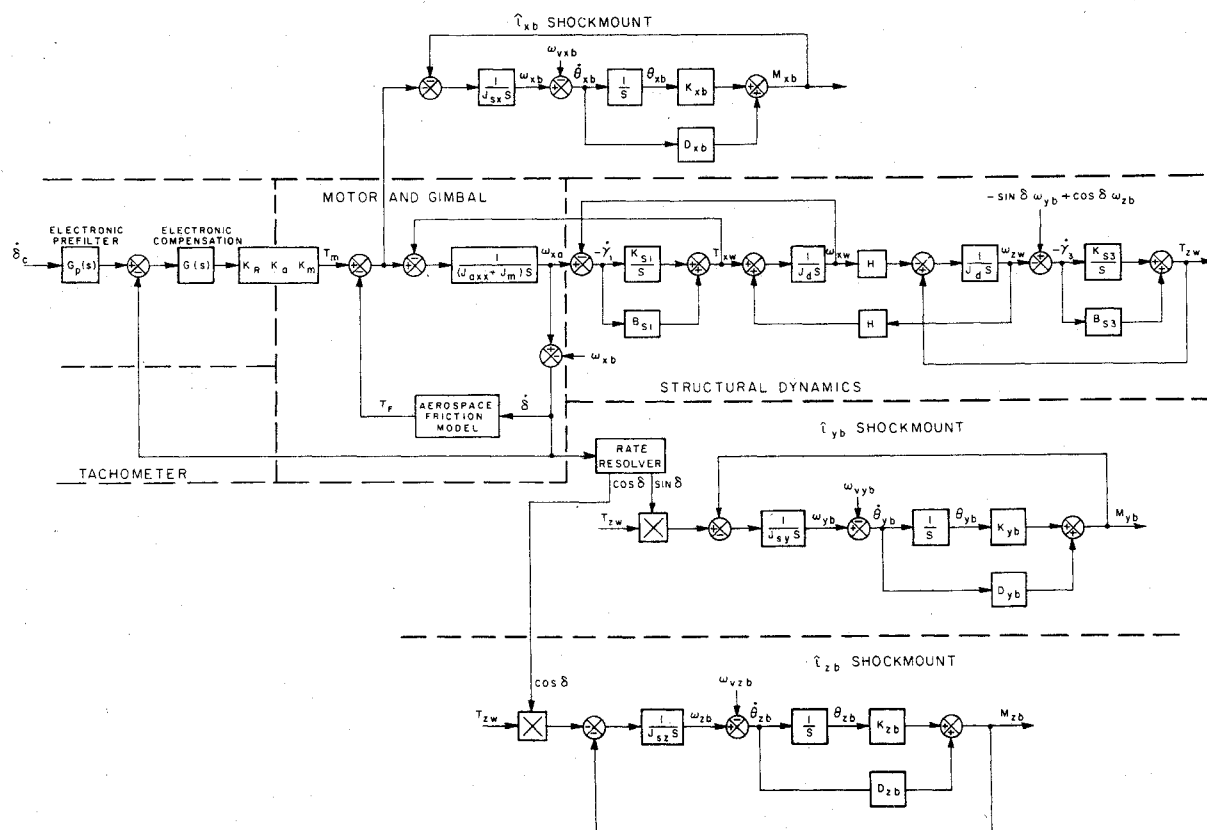 î_xb SHOCKMOUNT
ω_vxb
1/(J_sx S)
ω_xb
θ̇_xb
1/S
θ_xb
K_xb
M_xb
D_xb
MOTOR AND GIMBAL
-SIN δ ω_yb + COS δ ω_zb
ELECTRONIC PREFILTER
ELECTRONIC COMPENSATION
δ̇_c
G_p(s)
G(s)
K_R K_a K_m
T_m
1/((J_axx + J_m) S)
ω_xa
-γ̇_1
K_S1/S
T_xw
1/(J_d S)
ω_xw
H
1/(J_d S)
ω_zw
-γ̇_3
K_S3/S
T_zw
B_S1
H
B_S3
ω_xb
STRUCTURAL DYNAMICS
T_F
AEROSPACE FRICTION MODEL
δ̇
î_yb SHOCKMOUNT
RATE RESOLVER
TACHOMETER
COS δ
SIN δ
ω_vyb
T_zw
1/(J_sy S)
ω_yb
θ̇_yb
1/S
θ_yb
K_yb
M_yb
D_yb
î_zb SHOCKMOUNT
COS δ
ω_vzb
T_zw
1/(J_sz S)
ω_zb
θ̇_zb
1/S
θ_zb
K_zb
M_zb
D_zb